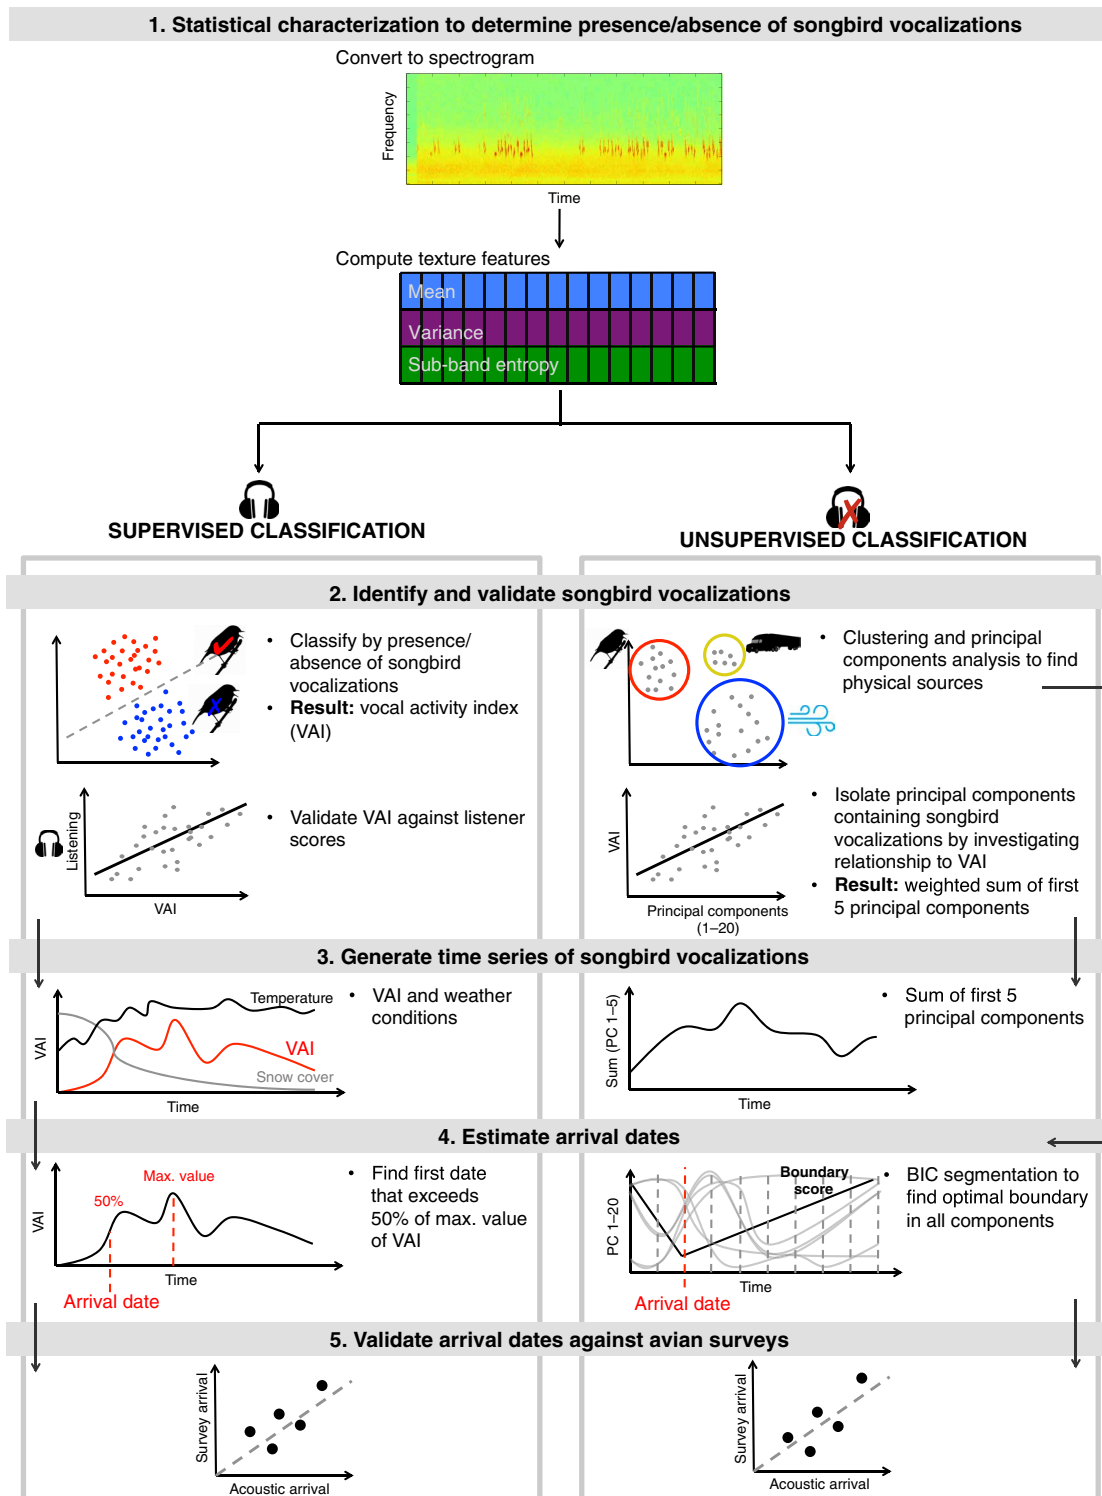 1. Statistical characterization to determine presence/absence of songbird vocalizations
Convert to spectrogram
Frequency
Time
Compute texture features
Mean
Variance
Sub-band entropy
SUPERVISED CLASSIFICATION
UNSUPERVISED CLASSIFICATION
2. Identify and validate songbird vocalizations
• Classify by presence/
absence of songbird
vocalizations
• Result: vocal activity index
(VAI)
Listening
VAI
• Validate VAI against listener
scores
• Clustering and principal
components analysis to find
physical sources
VAI
Principal components
(1–20)
• Isolate principal components
containing songbird
vocalizations by investigating
relationship to VAI
• Result: weighted sum of first
5 principal components
3. Generate time series of songbird vocalizations
VAI
Temperature
VAI
Snow cover
Time
• VAI and weather
conditions
Sum (PC 1–5)
Time
• Sum of first 5
principal components
4. Estimate arrival dates
VAI
50%
Max. value
Time
Arrival date
• Find first date
that exceeds
50% of max. value
of VAI
PC 1–20
Boundary
score
Time
Arrival date
• BIC segmentation to
find optimal boundary
in all components
5. Validate arrival dates against avian surveys
Survey arrival
Acoustic arrival
Survey arrival
Acoustic arrival